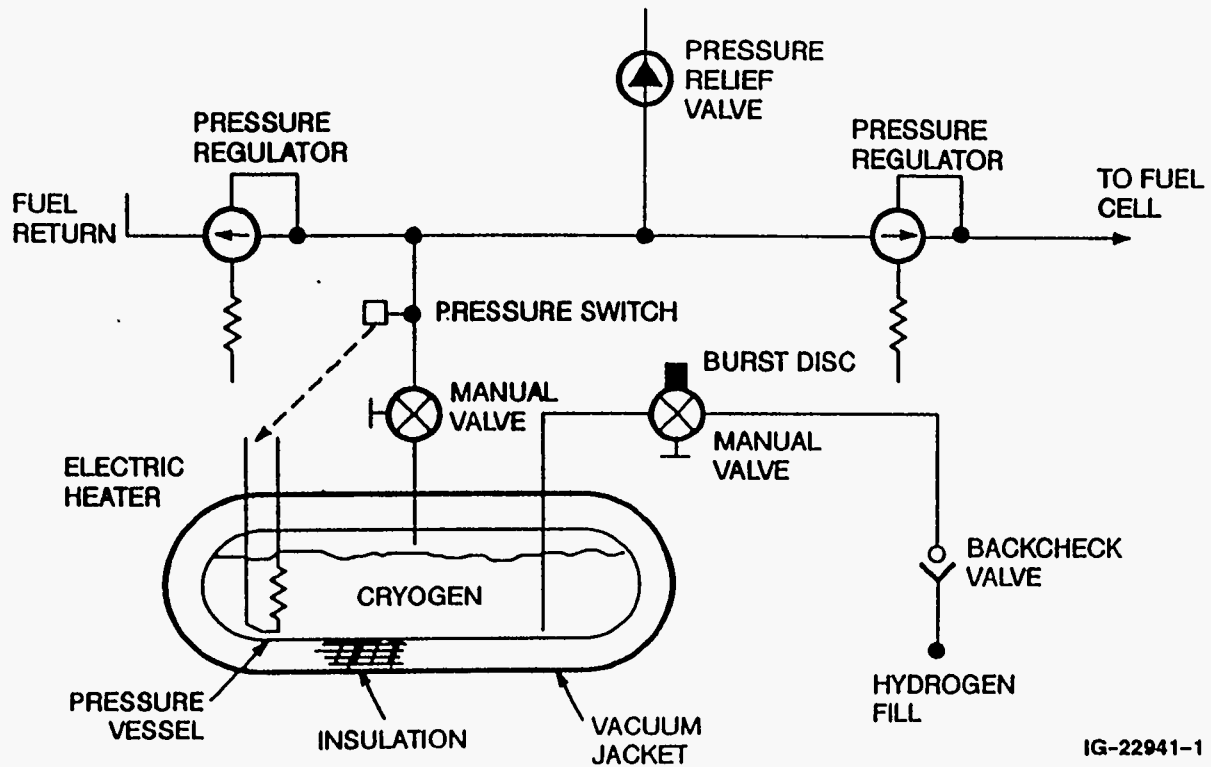 PRESSURE
RELIEF
VALVE
PRESSURE
REGULATOR
PRESSURE
REGULATOR
FUEL
RETURN
TO FUEL
CELL
PRESSURE SWITCH
BURST DISC
MANUAL
VALVE
MANUAL
VALVE
ELECTRIC
HEATER
BACKCHECK
VALVE
CRYOGEN
HYDROGEN
FILL
PRESSURE
VESSEL
INSULATION
VACUUM
JACKET
IG-22941-1